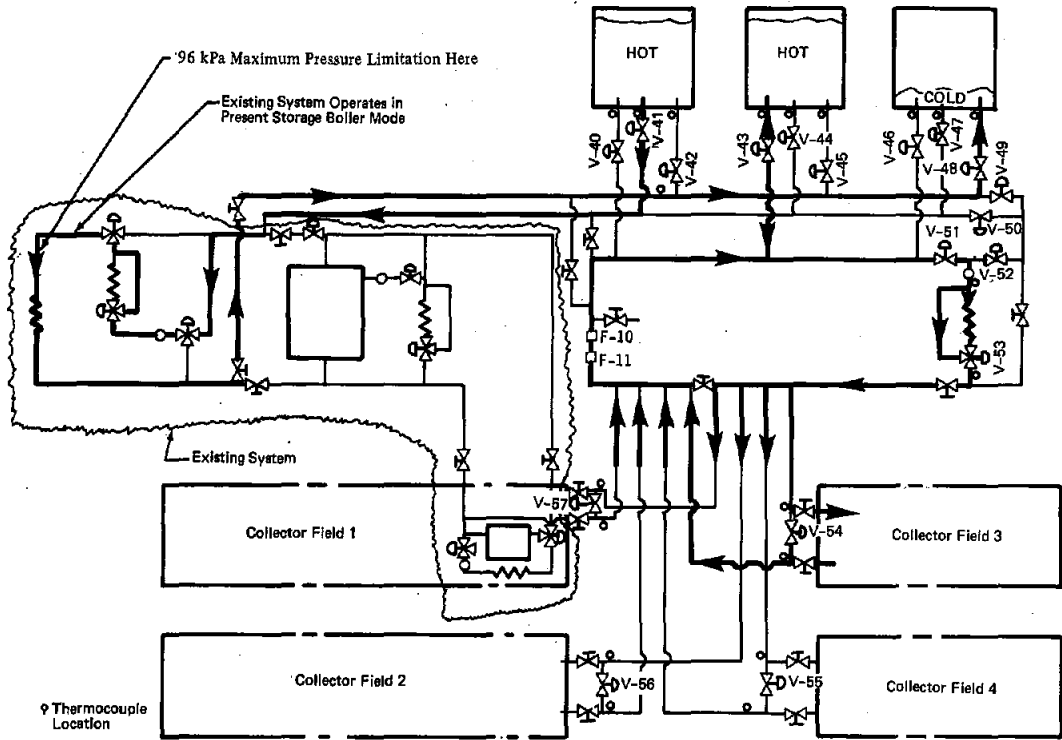 96 kPa Maximum Pressure Limitation Here
Existing System Operates in
Present Storage Boiler Mode
HOT
HOT
COLD
V-40
V-41
V-42
V-43
V-44
V-45
V-46
V-47
V-48
V-49
V-50
V-51
V-52
V-53
F-10
F-11
Existing System
V-57
Collector Field 1
V-54
Collector Field 3
Collector Field 2
V-56
V-55
Collector Field 4
Thermocouple
Location